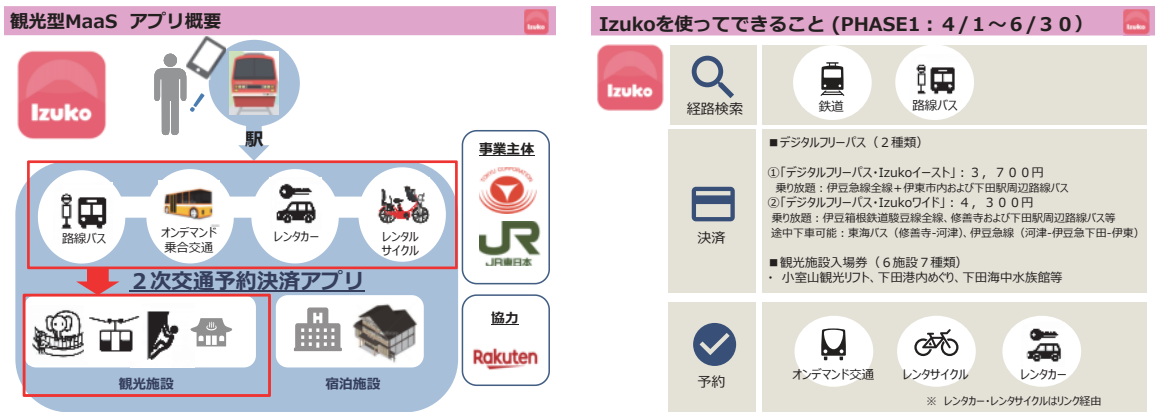 観光型MaaS アプリ概要
Izuko
Izuko
駅
路線バス
オンデマンド
乗合交通
レンタカー
レンタル
サイクル
２次交通予約決済アプリ
観光施設
宿泊施設
事業主体
TOKYU CORPORATION
JR
JR東日本
協力
Rakuten
Izukoを使ってできること (PHASE1：4/1～6/30）
Izuko
Izuko
経路検索
鉄道
路線バス
決済
■デジタルフリーパス（２種類）
①「デジタルフリーパス・Izukoイースト」：３，７００円
乗り放題：伊豆急線全線＋伊東市内および下田駅周辺路線バス
②「デジタルフリーパス・Izukoワイド」：４，３００円
乗り放題：伊豆箱根鉄道駿豆線全線、修善寺および下田駅周辺路線バス等
途中下車可能：東海バス（修善寺-河津）、伊豆急線（河津-伊豆急下田-伊東）
■観光施設入場券（６施設７種類）
・ 小室山観光リフト、下田港内めぐり、下田海中水族館等
予約
オンデマンド交通
レンタサイクル
レンタカー
※ レンタカー・レンタサイクルはリンク経由